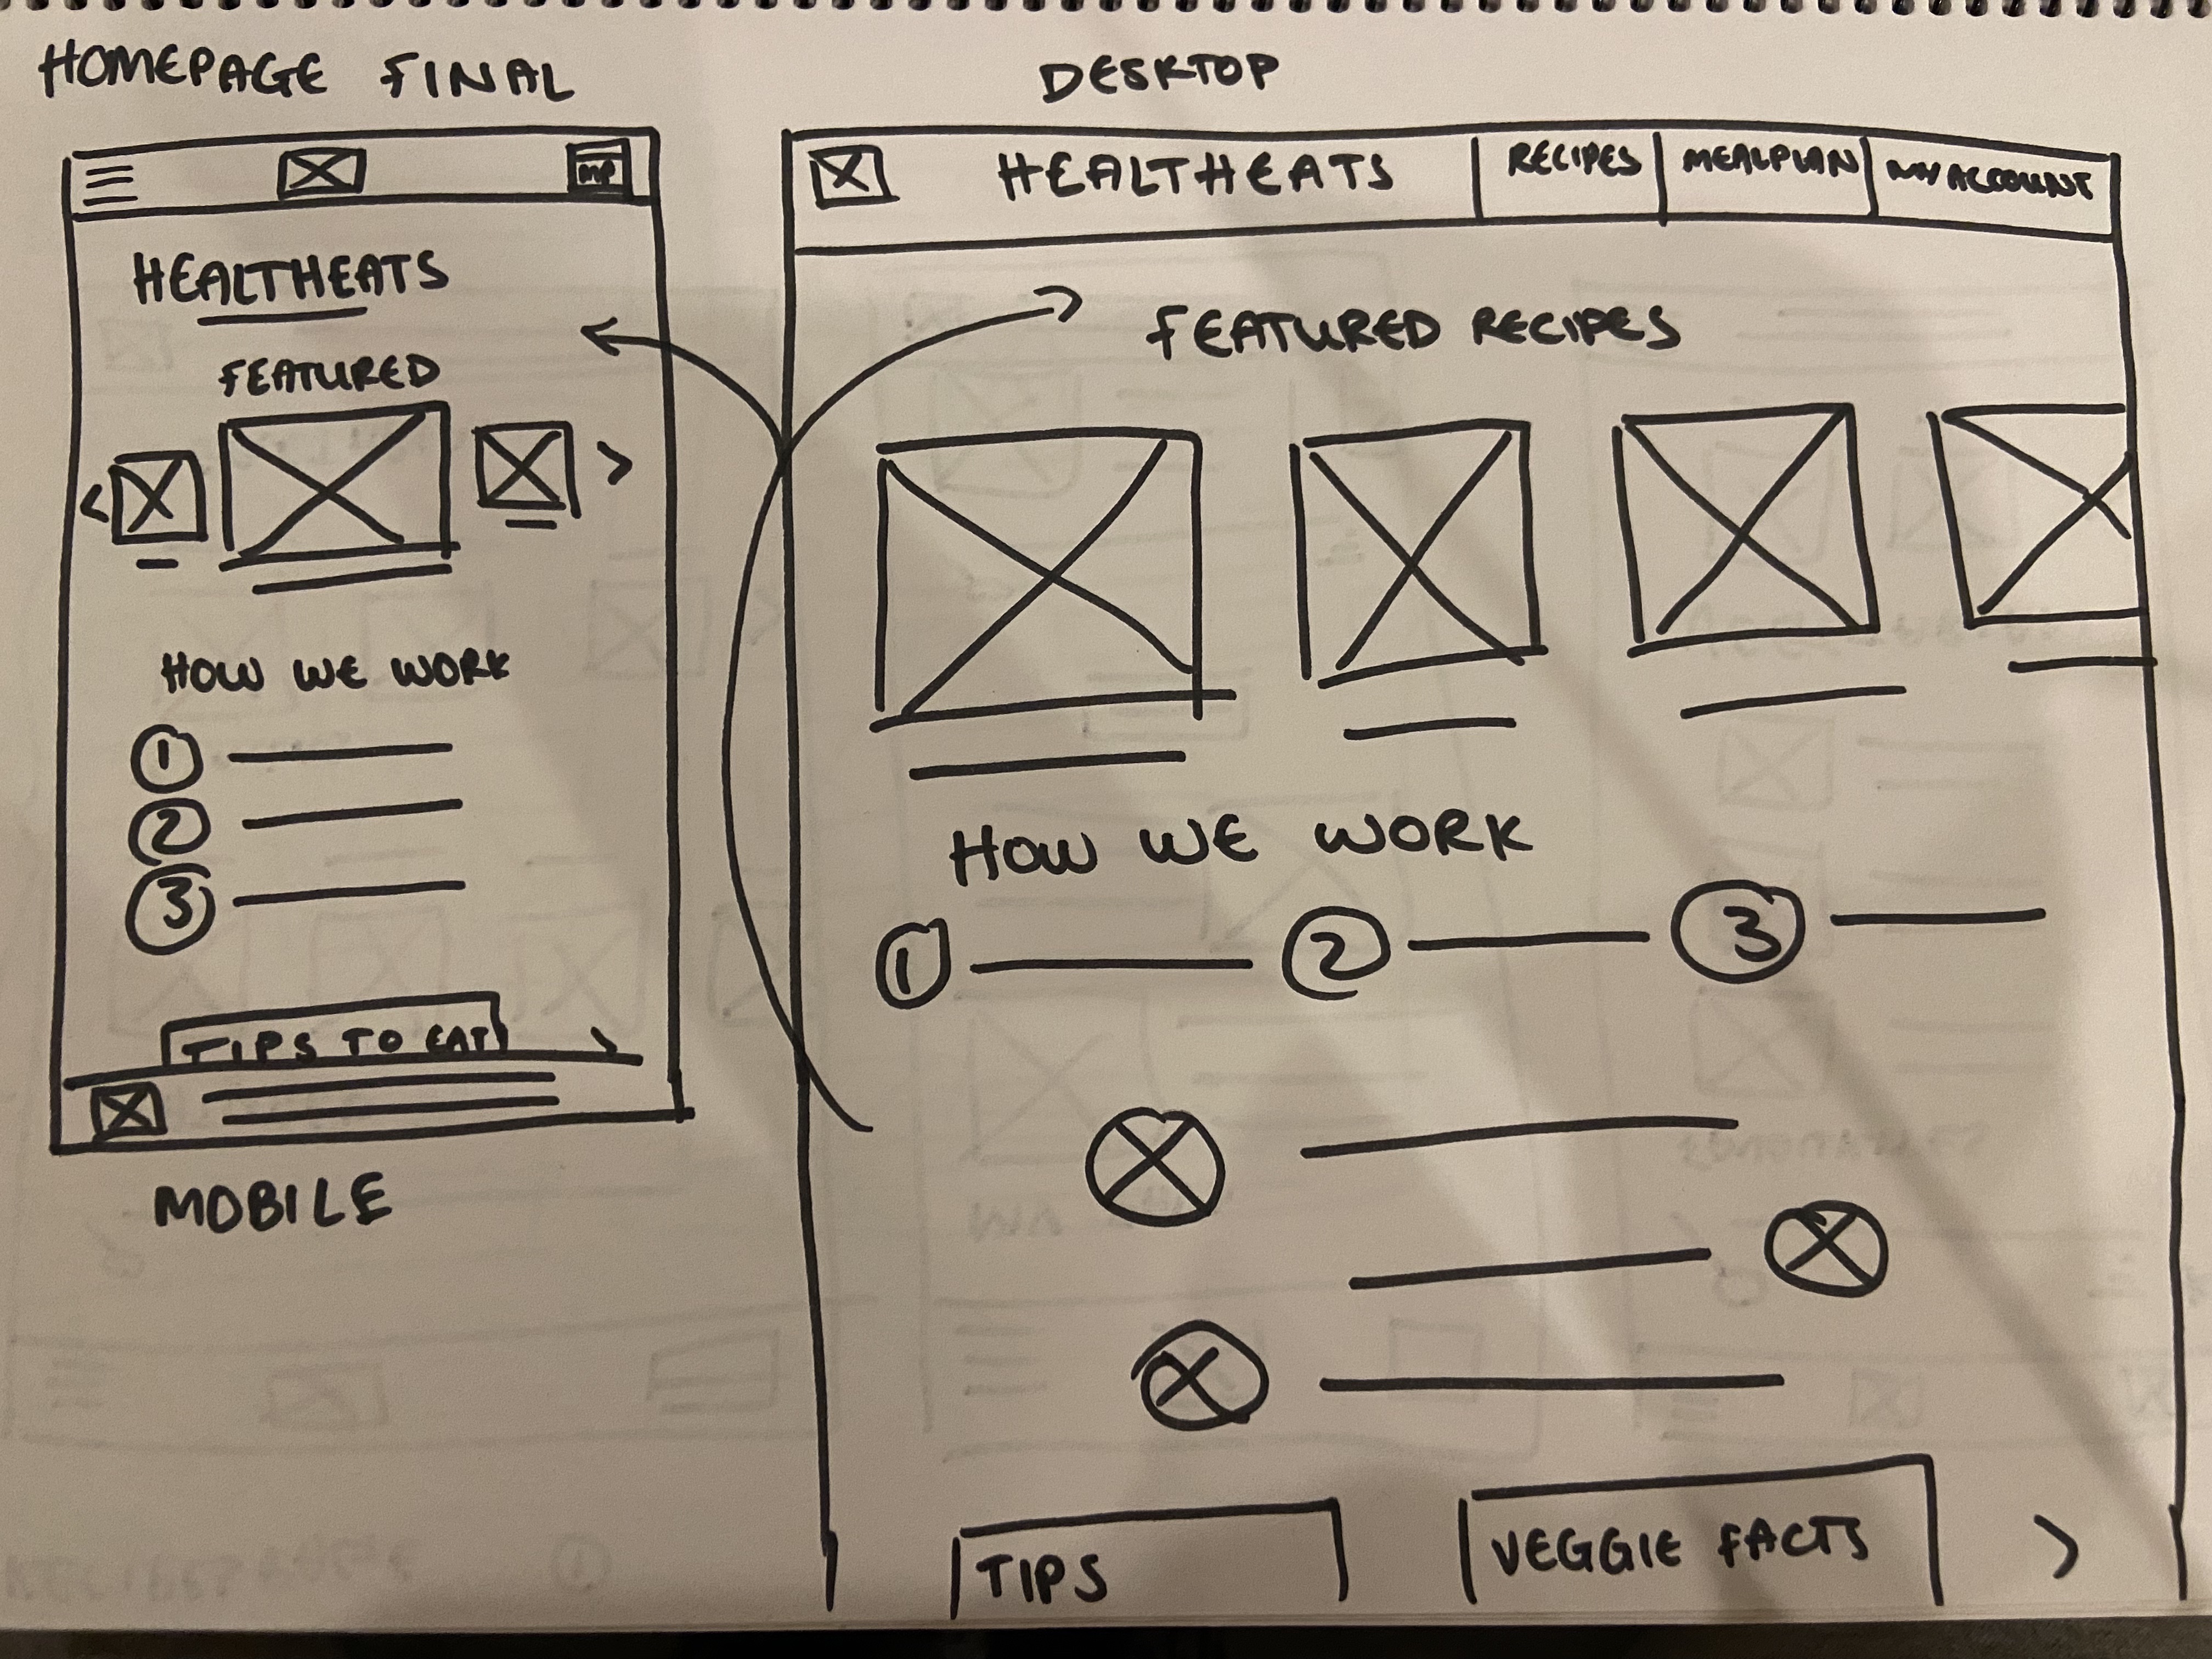 HOMEPAGE FINAL
DESKTOP
MP
HEALTHEATS
FEATURED
<
>
HOW WE WORK
1
2
3
TIPS TO EAT
>
MOBILE
HEALTHEATS
RECIPES
MEALPLAN
MY ACCOUNT
FEATURED RECIPES
HOW WE WORK
1
2
3
TIPS
VEGGIE FACTS
>